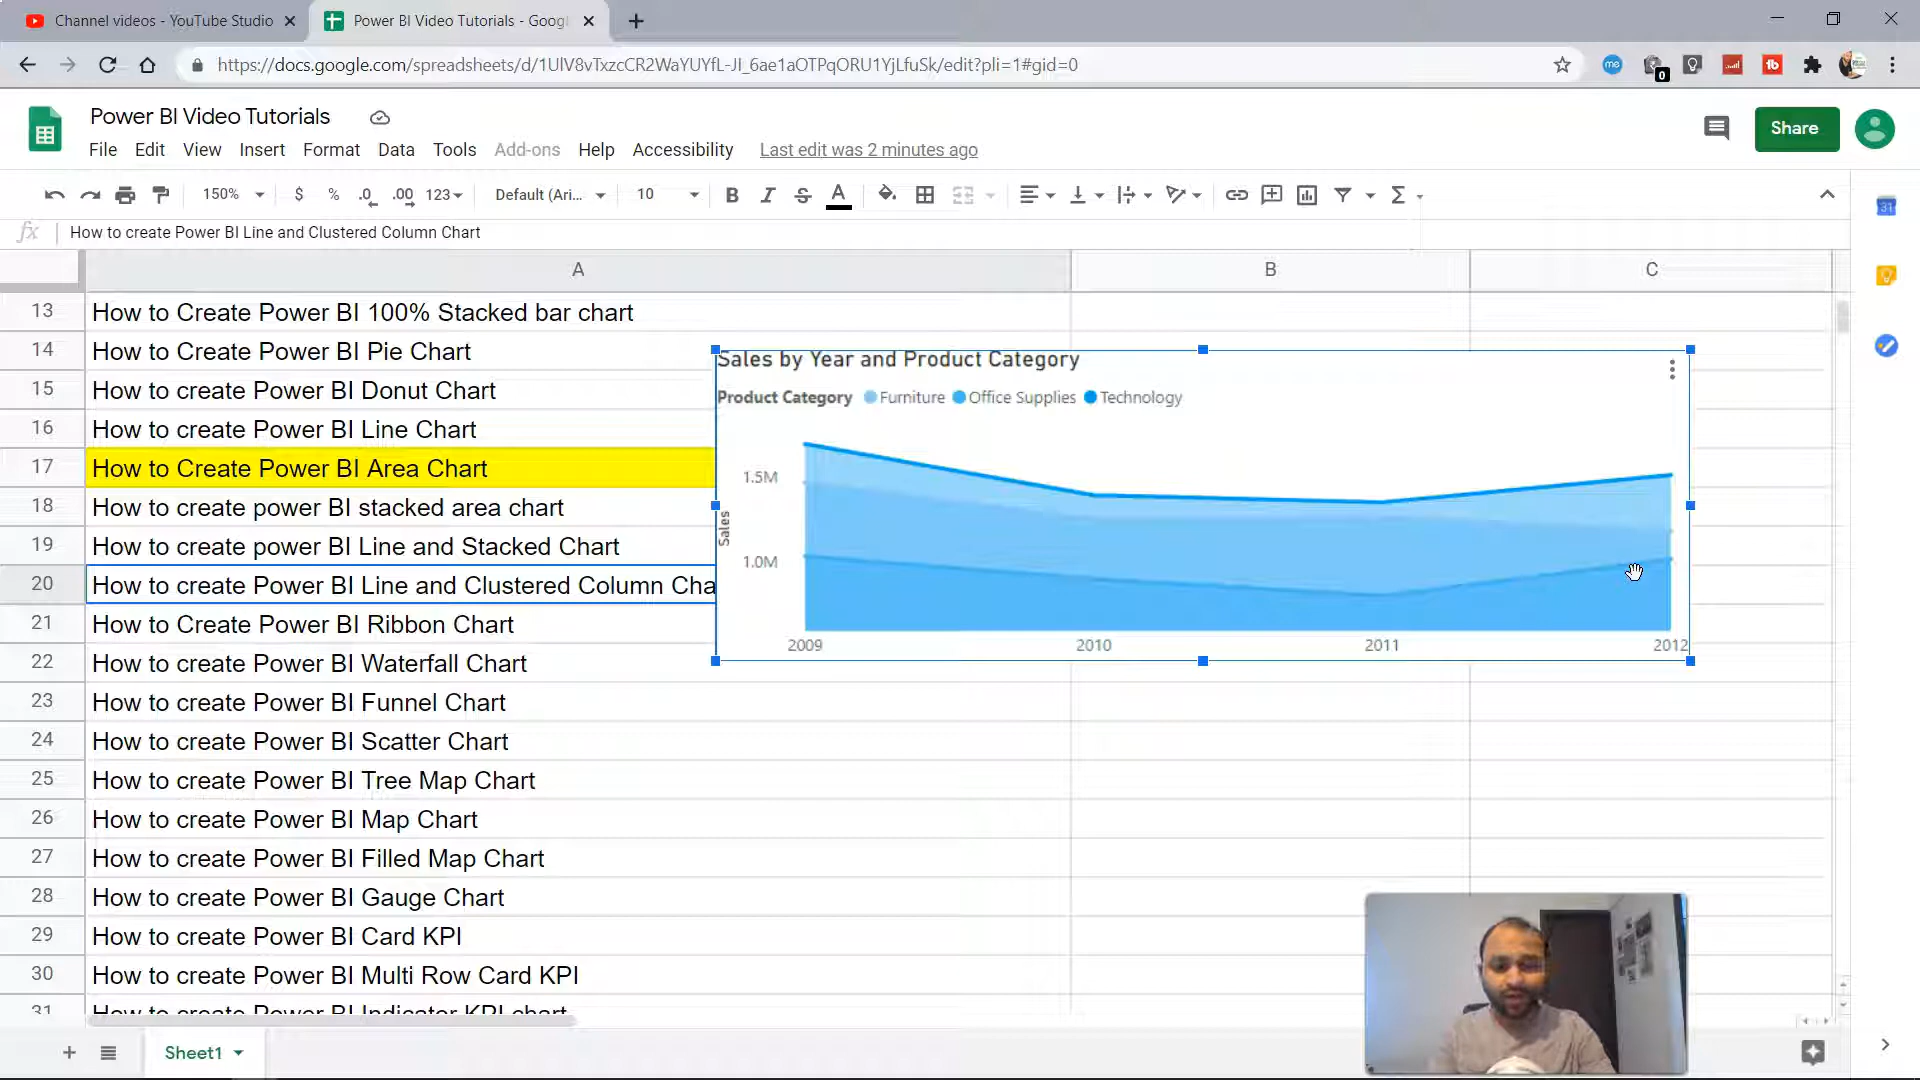 Channel videos - YouTube Studio
Power BI Video Tutorials - Goog
https://docs.google.com/spreadsheets/d/1UlV8vTxzcCR2WaYUYfL-JI_6ae1aOTPqORU1YjLfuSk/edit?pli=1#gid=0
Power BI Video Tutorials
File Edit View Insert Format Data Tools Add-ons Help Accessibility Last edit was 2 minutes ago
Share
150% $ % .0 .00 123 Default (Ari... 10
fx How to create Power BI Line and Clustered Column Chart
A B C
13 How to Create Power BI 100% Stacked bar chart
14 How to Create Power BI Pie Chart
15 How to create Power BI Donut Chart
16 How to create Power BI Line Chart
17 How to Create Power BI Area Chart
18 How to create power BI stacked area chart
19 How to create power BI Line and Stacked Chart
20 How to create Power BI Line and Clustered Column Cha
21 How to Create Power BI Ribbon Chart
22 How to create Power BI Waterfall Chart
23 How to create Power BI Funnel Chart
24 How to create Power BI Scatter Chart
25 How to create Power BI Tree Map Chart
26 How to create Power BI Map Chart
27 How to create Power BI Filled Map Chart
28 How to create Power BI Gauge Chart
29 How to create Power BI Card KPI
30 How to create Power BI Multi Row Card KPI
31 How to create Power BI Indicator KPI chart
Sales by Year and Product Category
Product Category Furniture Office Supplies Technology
1.5M
1.0M
Sales
2009 2010 2011 2012
Sheet1